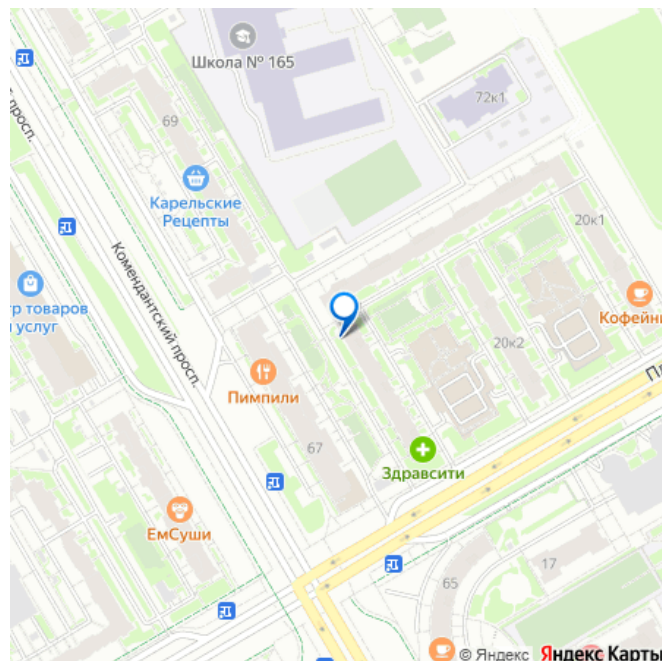 Школа № 165
72к1
просп.
69
Карельские
Рецепты
20к1
Комендантский просп.
тр товаров
и услуг
Кофейни
20к2
Пимпили
67
Здравсити
ЕмСуши
17
65
© Яндекс Яндекс Карты